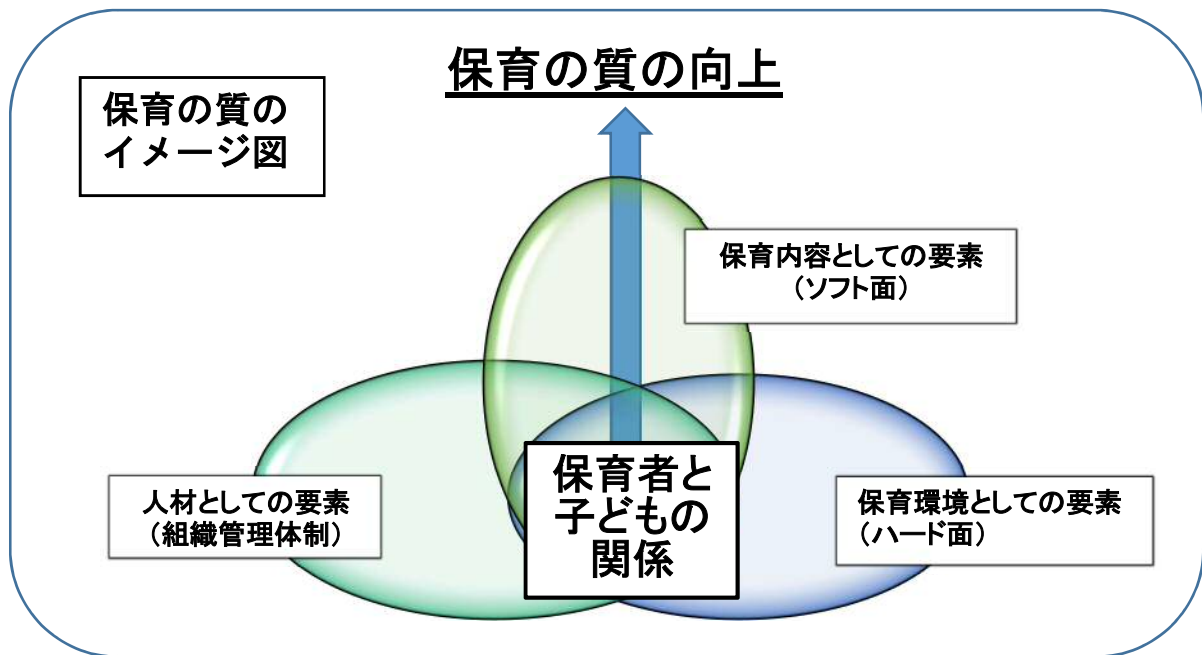 保育の質の向上
保育の質の
イメージ図
保育内容としての要素
（ソフト面）
人材としての要素
（組織管理体制）
保育者と
子どもの
関係
保育環境としての要素
（ハード面）